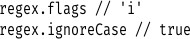 regex.flags // 'i'
regex.ignoreCase // true